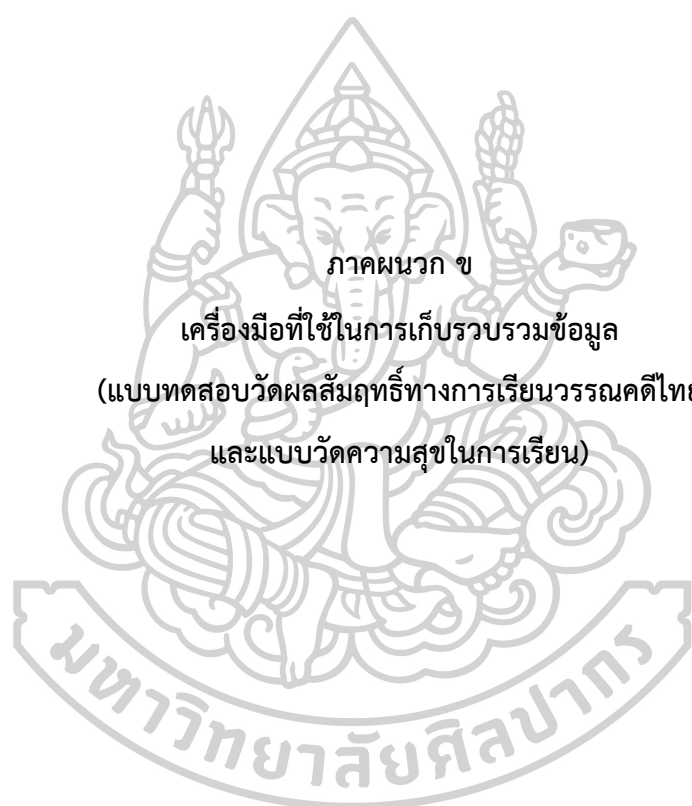 ภาคผนวก ข
เครื่องมือที่ใช้ในการเก็บรวบรวมข้อมูล
(แบบทดสอบวัดผลสัมฤทธิ์ทางการเรียนวรรณคดีไทย
และแบบวัดความสุขในการเรียน)
มหาวิทยาลัยศิลปากร